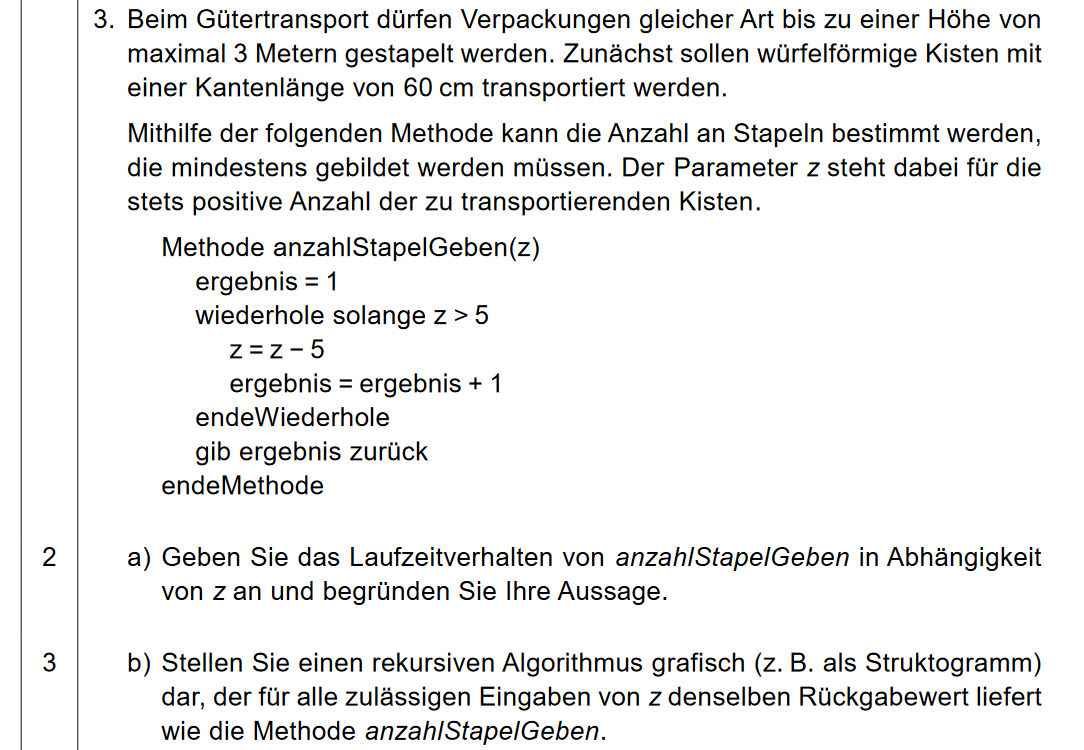 3. Beim Gütertransport dürfen Verpackungen gleicher Art bis zu einer Höhe von
maximal 3 Metern gestapelt werden. Zunächst sollen würfelförmige Kisten mit
einer Kantenlänge von 60 cm transportiert werden.
Mithilfe der folgenden Methode kann die Anzahl an Stapeln bestimmt werden,
die mindestens gebildet werden müssen. Der Parameter z steht dabei für die
stets positive Anzahl der zu transportierenden Kisten.
Methode anzahlStapelGeben(z)
ergebnis = 1
wiederhole solange z > 5
z = z − 5
ergebnis = ergebnis + 1
endeWiederhole
gib ergebnis zurück
endeMethode
2 a) Geben Sie das Laufzeitverhalten von anzahlStapelGeben in Abhängigkeit
von z an und begründen Sie Ihre Aussage.
3 b) Stellen Sie einen rekursiven Algorithmus grafisch (z. B. als Struktogramm)
dar, der für alle zulässigen Eingaben von z denselben Rückgabewert liefert
wie die Methode anzahlStapelGeben.